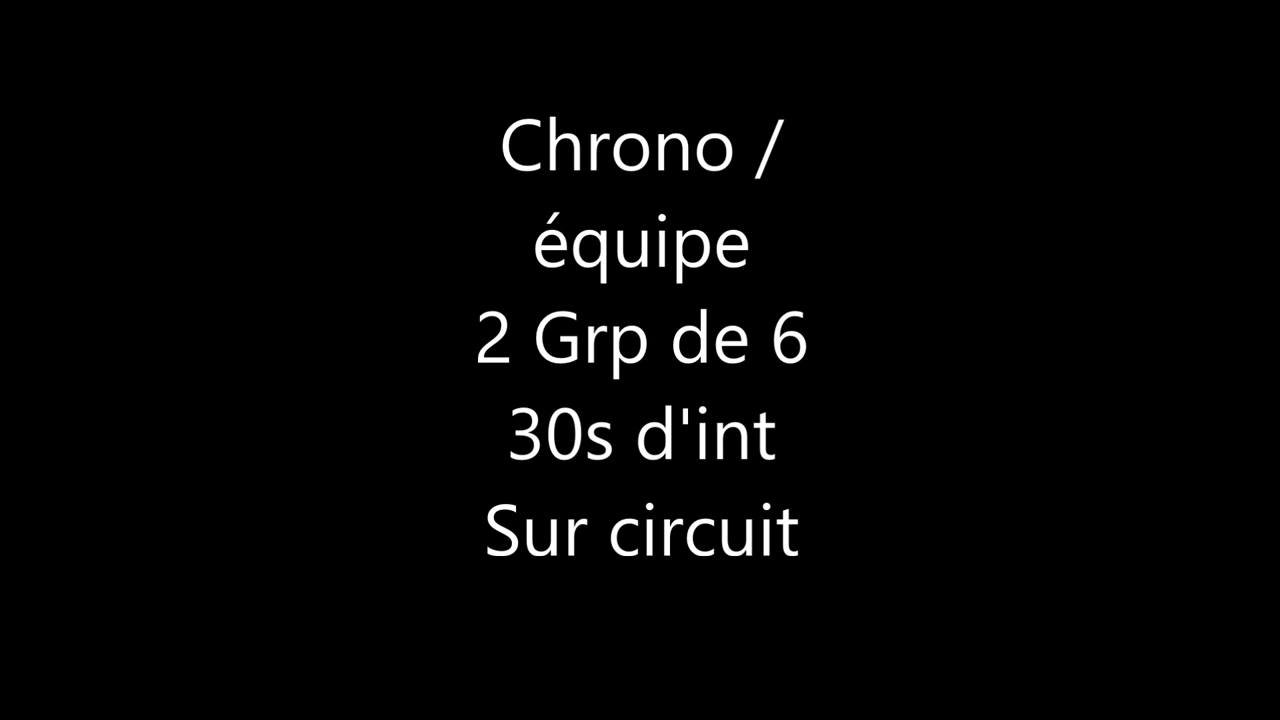 Chrono /
équipe
2 Grp de 6
30s d'int
Sur circuit